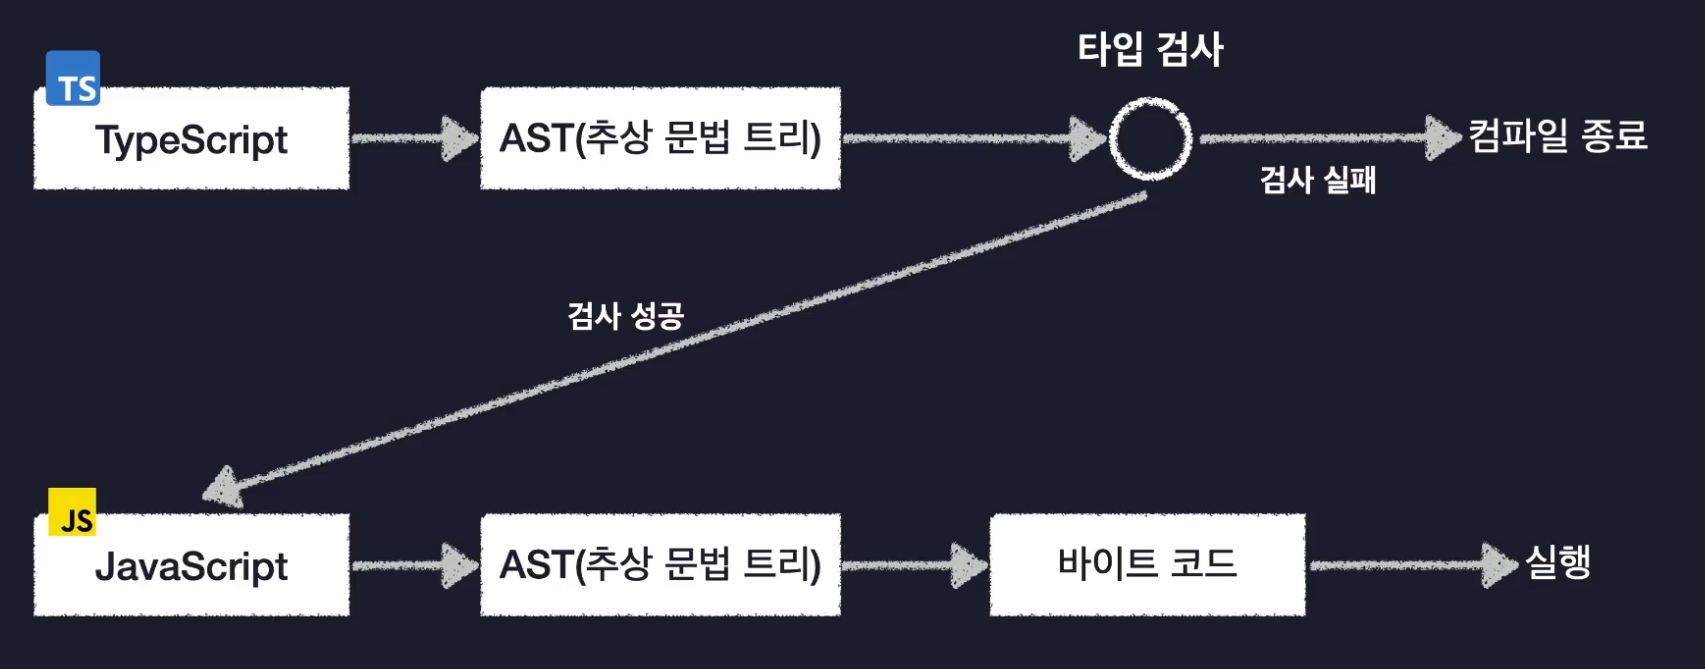 타입 검사
TS
TypeScript
AST(추상 문법 트리)
컴파일 종료
검사 실패
검사 성공
JS
JavaScript
AST(추상 문법 트리)
바이트 코드
실행